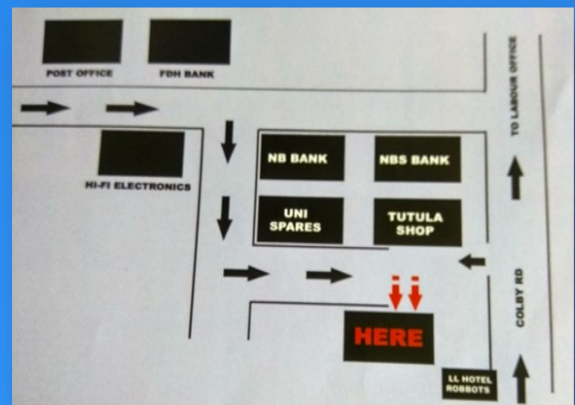 POST OFFICE
FDH BANK
TO LABOUR OFFICE
NB BANK
NBS BANK
HI-FI ELECTRONICS
UNI
SPARES
TUTULA
SHOP
COLBY RD
HERE
LL HOTEL
ROBBOTS